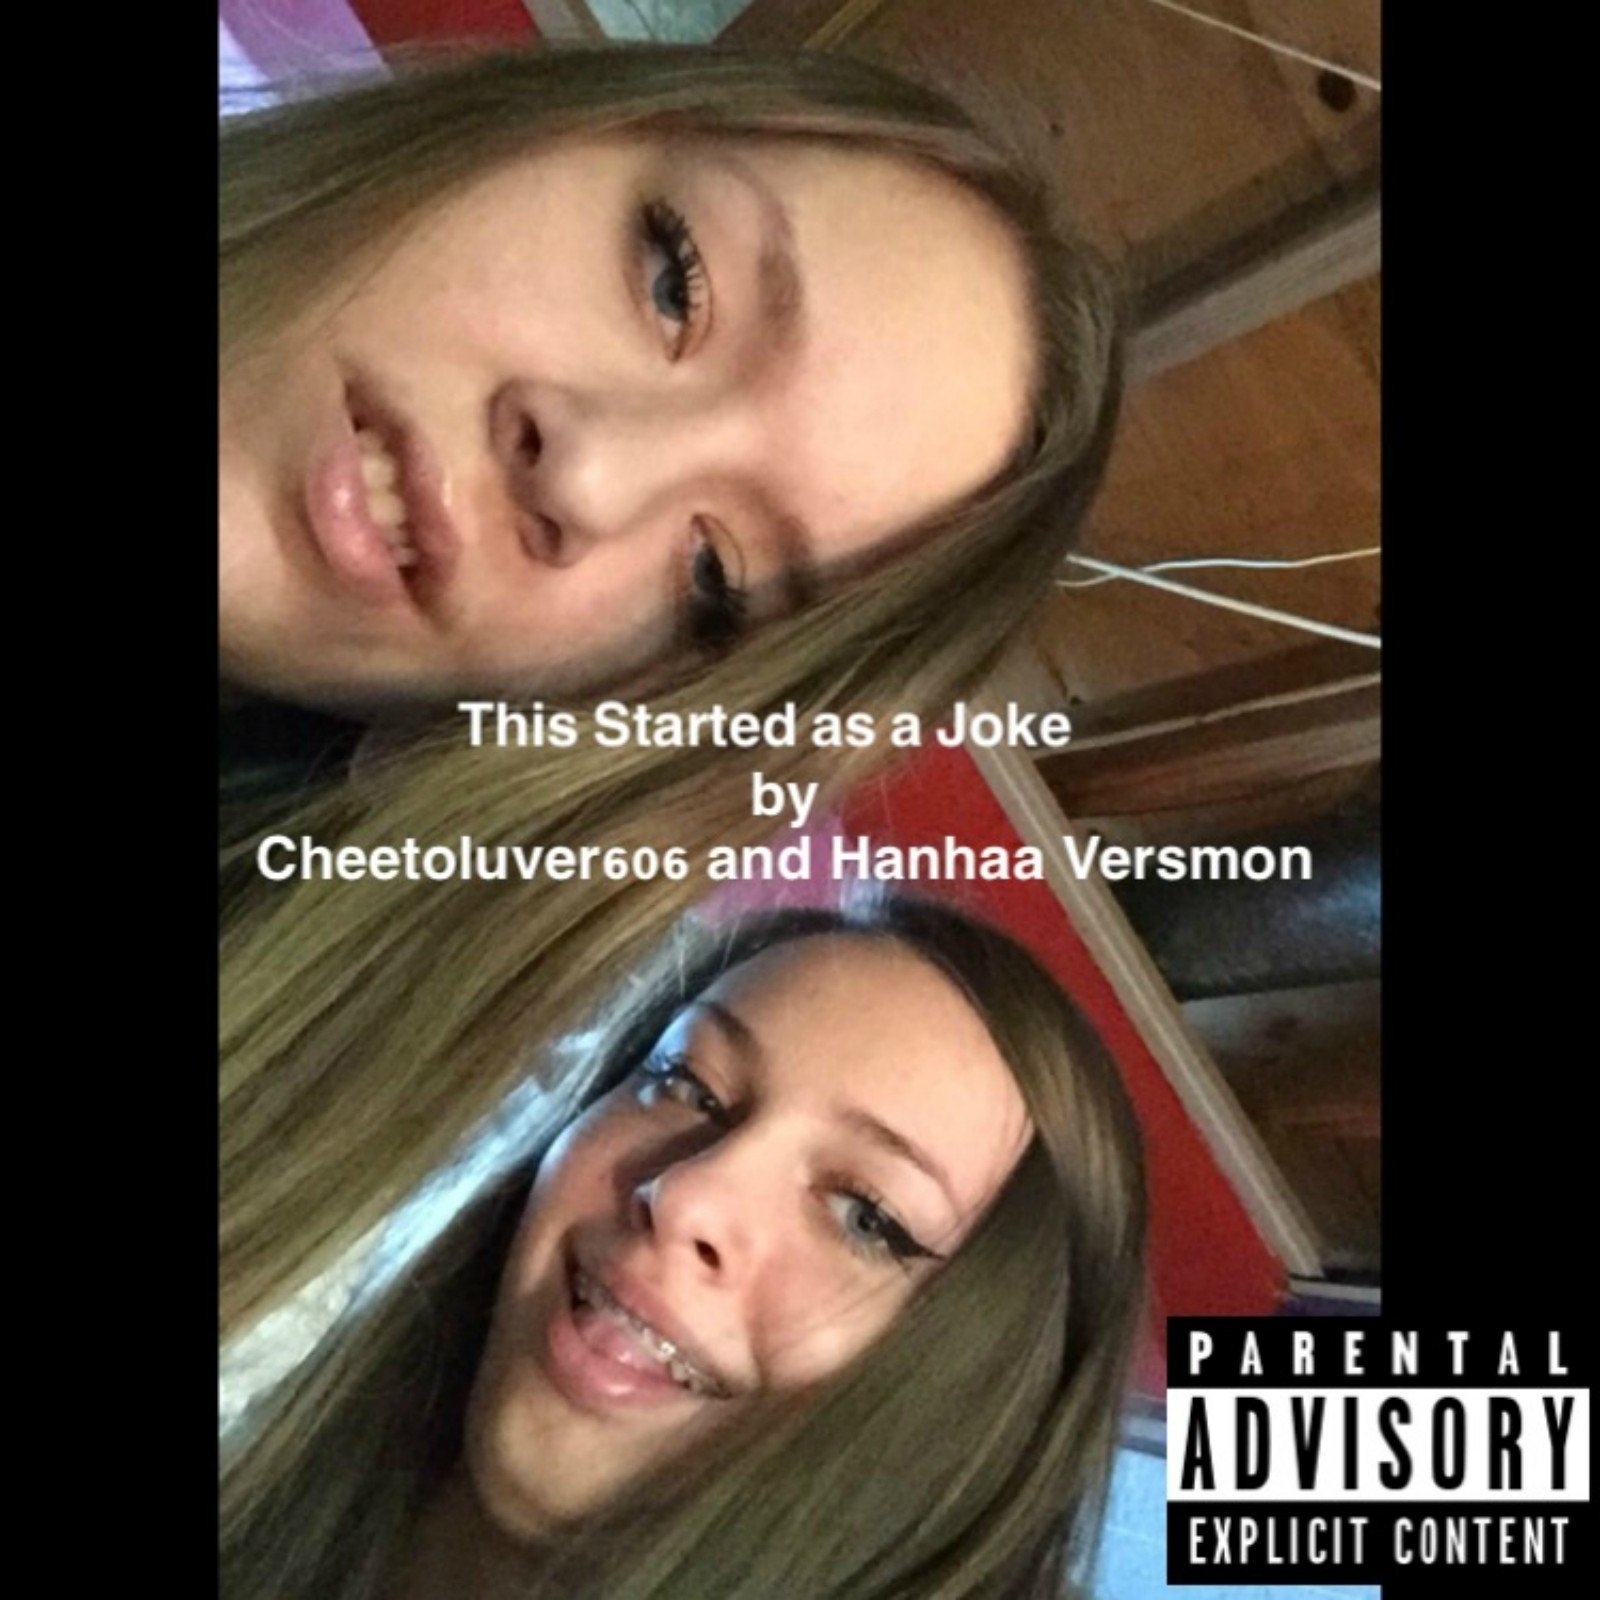 This Started as a Joke
by
Cheetoluver606 and Hanhaa Versmon
PARENTAL
ADVISORY
EXPLICIT CONTENT